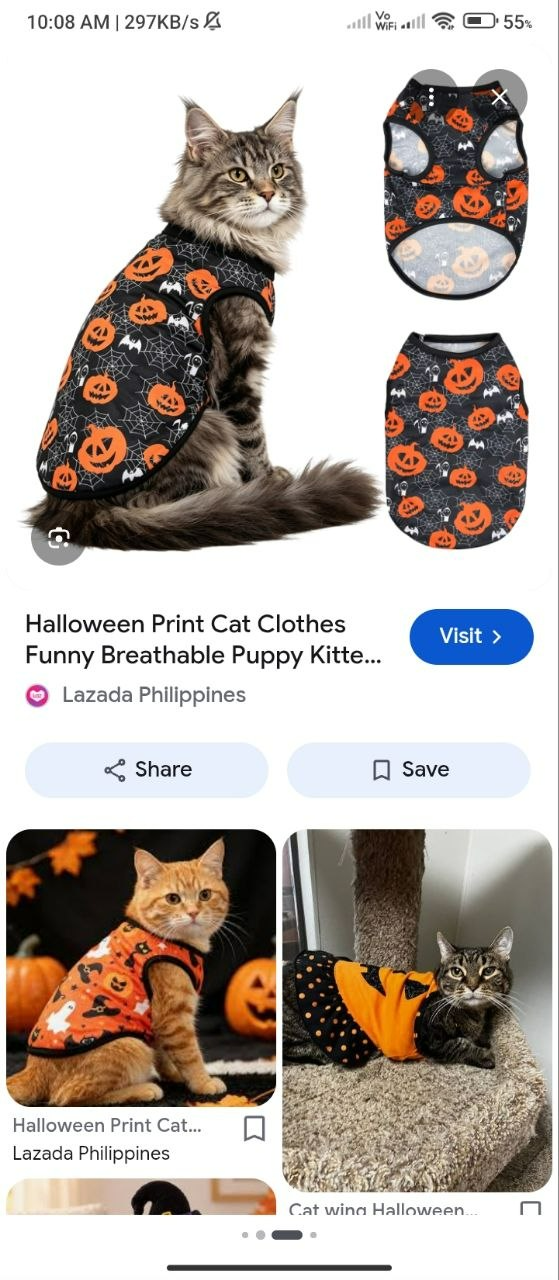 10:08 AM | 297KB/s
Vo
WiFi
55%
Halloween Print Cat Clothes
Funny Breathable Puppy Kitte...
Visit
Lazada Philippines
Share
Save
Halloween Print Cat...
Lazada Philippines
Cat wing Halloween...